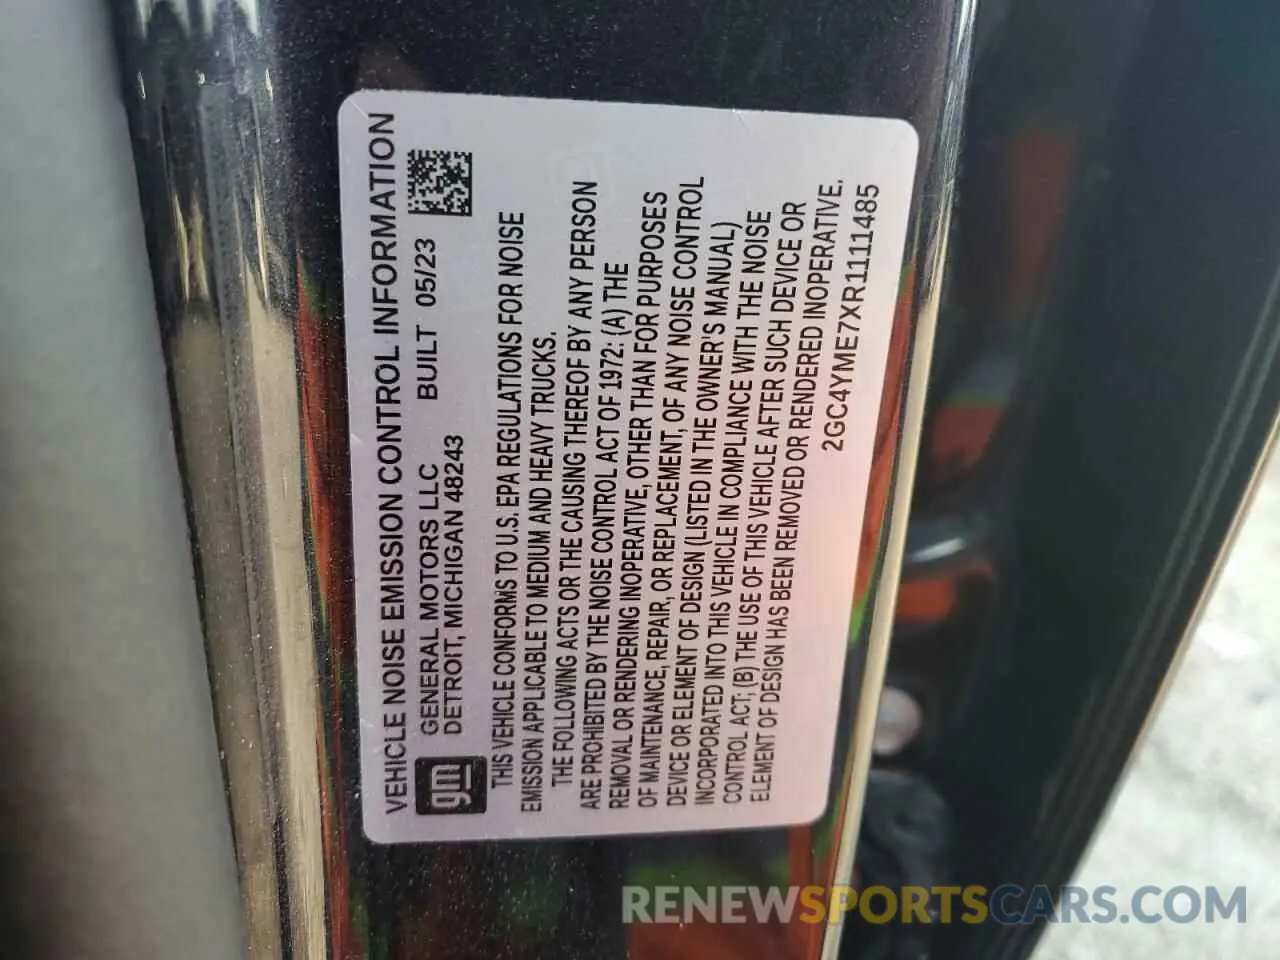 VEHICLE NOISE EMISSION CONTROL INFORMATION
gm
GENERAL MOTORS LLC BUILT 05/23
DETROIT, MICHIGAN 48243
THIS VEHICLE CONFORMS TO U.S. EPA REGULATIONS FOR NOISE
EMISSION APPLICABLE TO MEDIUM AND HEAVY TRUCKS.
THE FOLLOWING ACTS OR THE CAUSING THEREOF BY ANY PERSON
ARE PROHIBITED BY THE NOISE CONTROL ACT OF 1972: (A) THE
REMOVAL OR RENDERING INOPERATIVE, OTHER THAN FOR PURPOSES
OF MAINTENANCE, REPAIR, OR REPLACEMENT, OF ANY NOISE CONTROL
DEVICE OR ELEMENT OF DESIGN (LISTED IN THE OWNER'S MANUAL)
INCORPORATED INTO THIS VEHICLE IN COMPLIANCE WITH THE NOISE
CONTROL ACT; (B) THE USE OF THIS VEHICLE AFTER SUCH DEVICE OR
ELEMENT OF DESIGN HAS BEEN REMOVED OR RENDERED INOPERATIVE.
2GC4YME7XR1111485
RENEWSPORTSCARS.COM